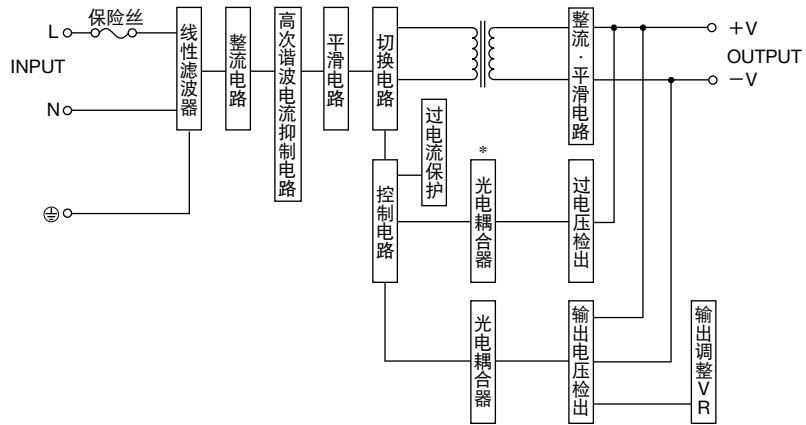 保险丝
L
INPUT
N
线性滤波器
整流电路
高次谐波电流抑制电路
平滑电路
切换电路
整流·平滑电路
+V
OUTPUT
−V
过电流保护
控制电路
*
光电耦合器
过电压检出
光电耦合器
输出电压检出
输出调整VR